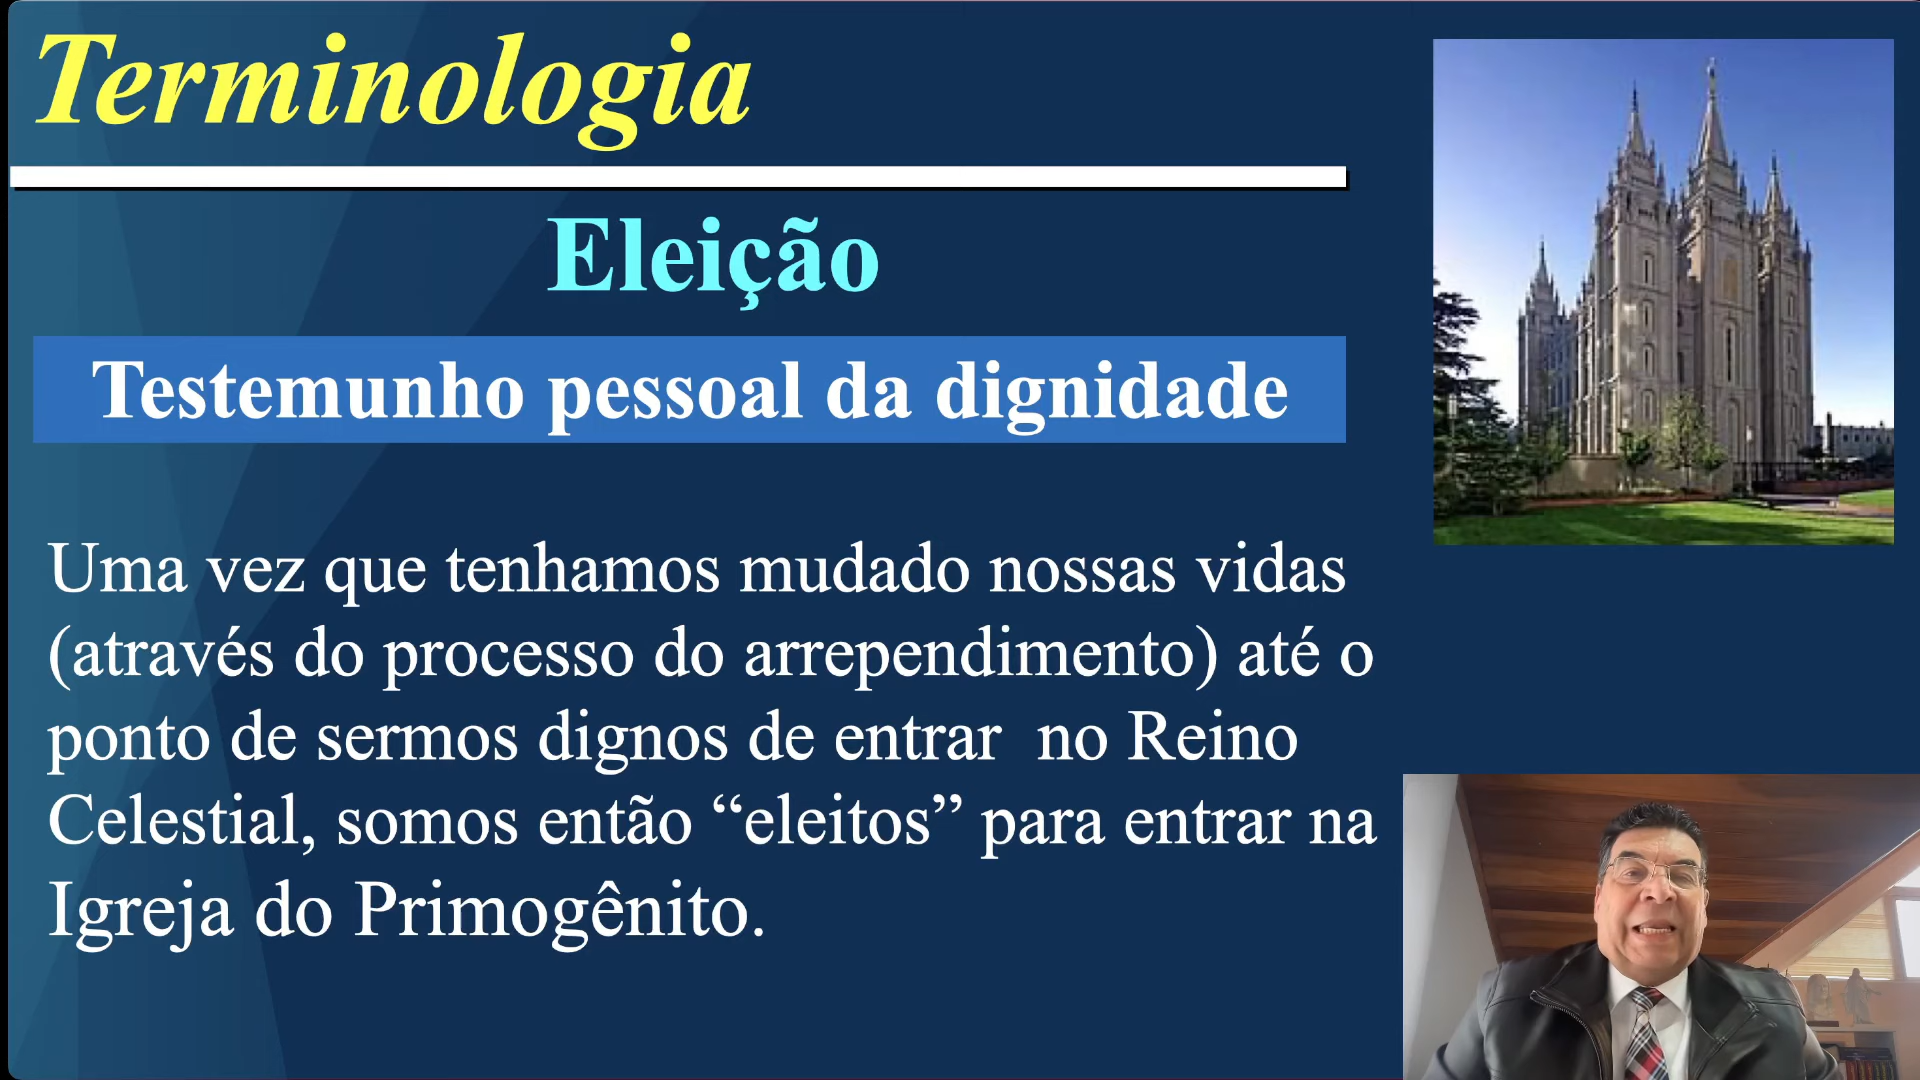 Terminologia
Eleição
Testemunho pessoal da dignidade
Uma vez que tenhamos mudado nossas vidas
(através do processo do arrependimento) até o
ponto de sermos dignos de entrar  no Reino
Celestial, somos então “eleitos” para entrar na
Igreja do Primogênito.